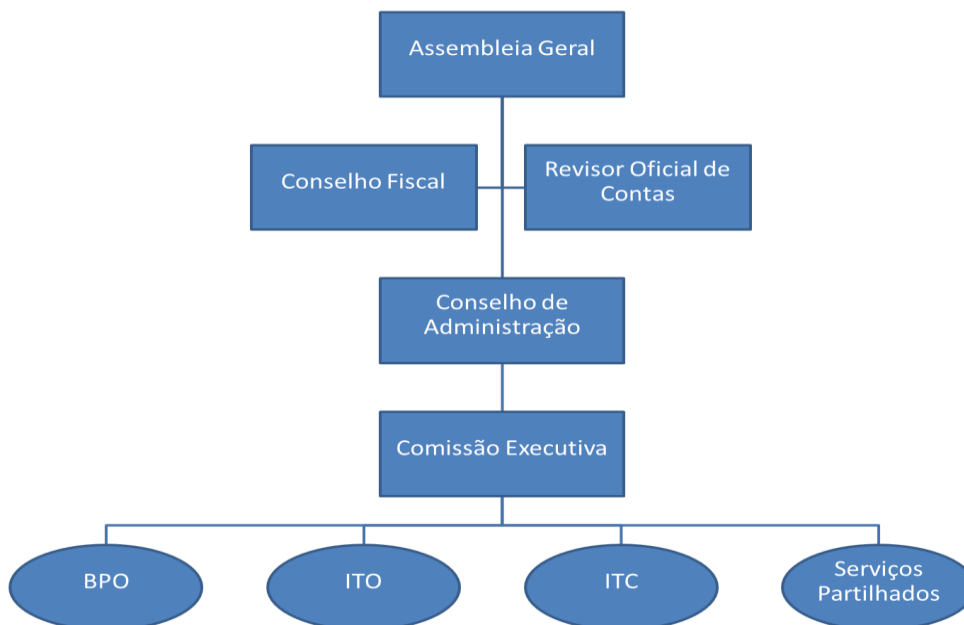 Assembleia Geral
Conselho Fiscal
Revisor Oficial de
Contas
Conselho de
Administração
Comissão Executiva
BPO
ITO
ITC
Serviços
Partilhados